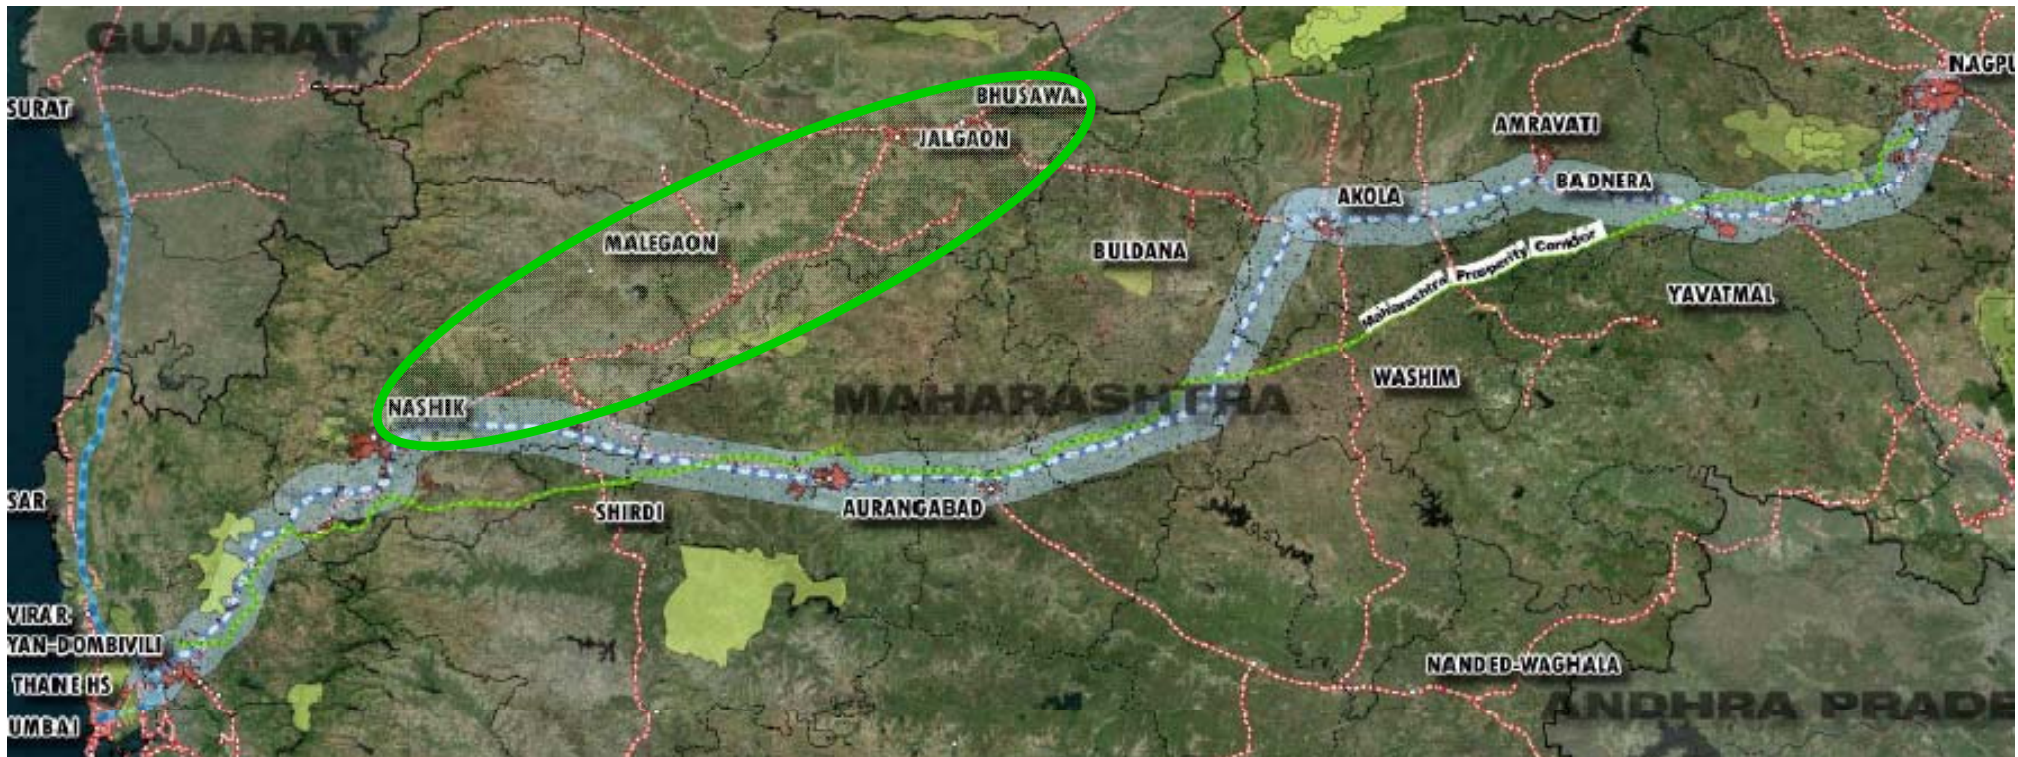 GUJARAT
NAGPU
SURAT
BHUSAWAL
AMRAVATI
JALGAON
BADNERA
AKOLA
MALEGAON
BULDANA
Maharashtra Prosperity Corridor
YAVATMAL
WASHIM
MAHARASHTRA
NASHIK
SAR
SHIRDI
AURANGABAD
VIRAR
YAN-DOMBIVILI
NANDED-WAGHALA
THANE HS
ANDHRA PRADE
UMBAI